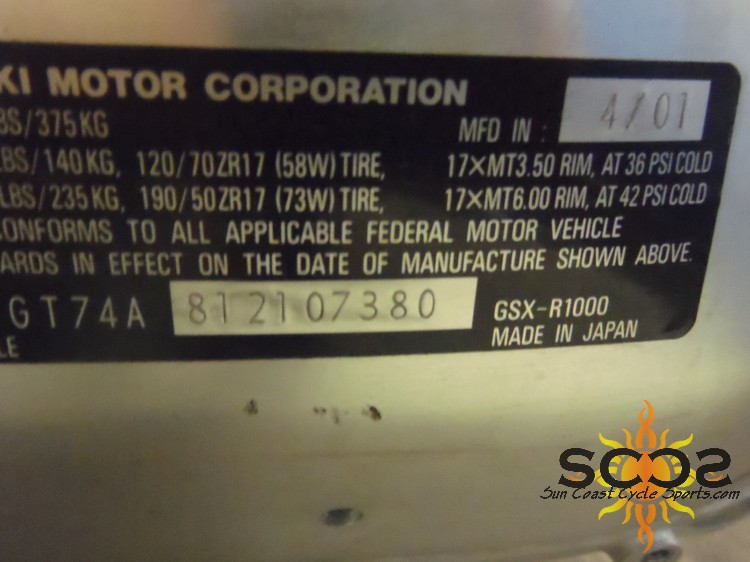 KI MOTOR CORPORATION
BS/375KG
MFD IN : 4/01
LBS/140KG, 120/70ZR17 (58W) TIRE, 17×MT3.50 RIM, AT 36 PSI COLD
LBS/235KG, 190/50ZR17 (73W) TIRE, 17×MT6.00 RIM, AT 42 PSI COLD
CONFORMS TO ALL APPLICABLE FEDERAL MOTOR VEHICLE
ARDS IN EFFECT ON THE DATE OF MANUFACTURE SHOWN ABOVE.
GT74A 812107380 GSX-R1000
LE MADE IN JAPAN
SCCS
Sun Coast Cycle Sports.com